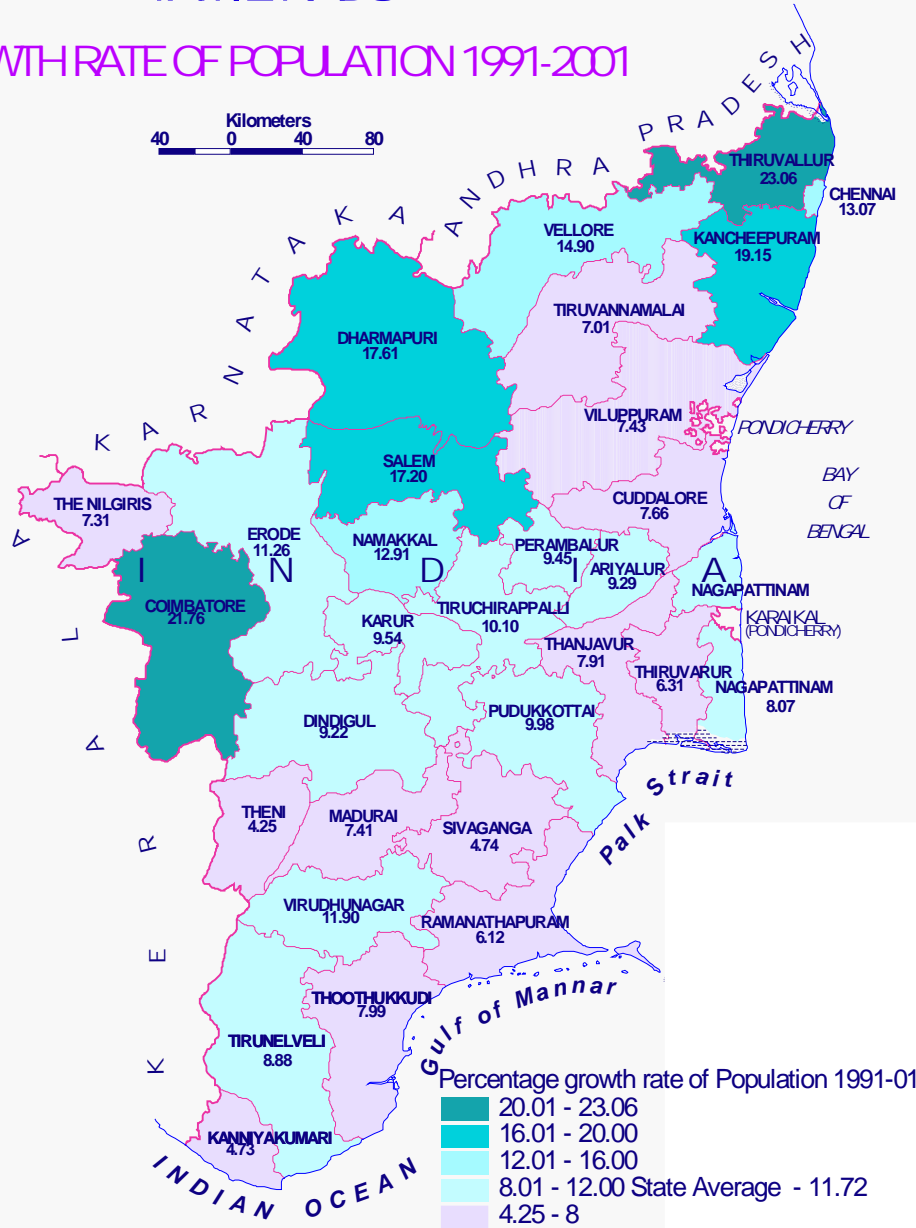 WTH RATE OF POPULATION 1991-2001
Kilometers
40 0 40 80
ANDHRA PRADESH
KARNATAKA
KERALA
THIRUVALLUR
23.06
CHENNAI
13.07
VELLORE
14.90
KANCHEEPURAM
19.15
TIRUVANNAMALAI
7.01
DHARMAPURI
17.61
VILUPPURAM
7.43
PONDICHERRY
SALEM
17.20
BAY
OF
BENGAL
THE NILGIRIS
7.31
CUDDALORE
7.66
ERODE
11.26
NAMAKKAL
12.91
PERAMBALUR
9.45
ARIYALUR
9.29
INDIA
NAGAPATTINAM
COIMBATORE
21.76
KARUR
9.54
TIRUCHIRAPPALLI
10.10
KARAIKAL
(PONDICHERRY)
THANJAVUR
7.91
THIRUVARUR
6.31
NAGAPATTINAM
8.07
DINDIGUL
9.22
PUDUKKOTTAI
9.98
Palk Strait
THENI
4.25
MADURAI
7.41
SIVAGANGA
4.74
VIRUDHUNAGAR
11.90
RAMANATHAPURAM
6.12
THOOTHUKKUDI
7.99
Gulf of Mannar
TIRUNELVELI
8.88
KANNIYAKUMARI
4.73
INDIAN OCEAN
Percentage growth rate of Population 1991-01
20.01 - 23.06
16.01 - 20.00
12.01 - 16.00
8.01 - 12.00 State Average - 11.72
4.25 - 8